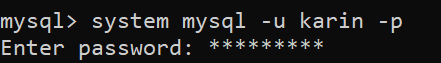 mysql> system mysql -u karin -p
Enter password: *********